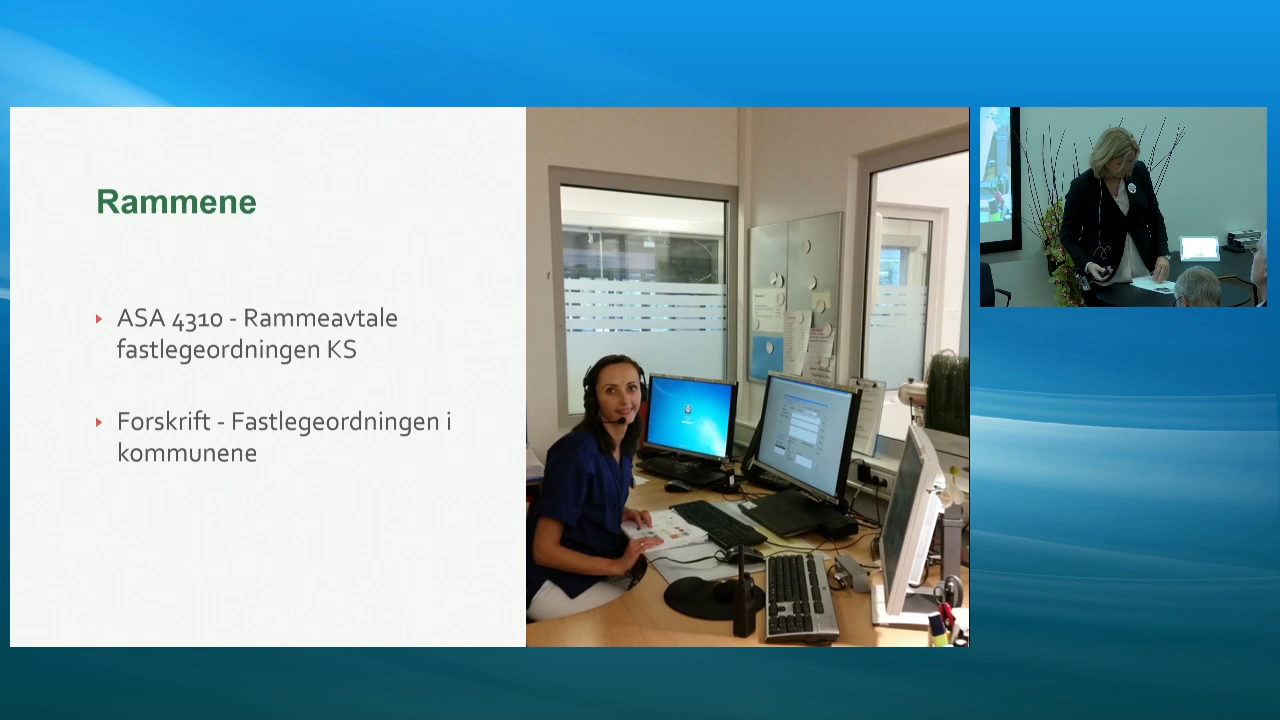 Rammene
ASA 4310 - Rammeavtale
fastlegeordningen KS
Forskrift - Fastlegeordningen i
kommunene